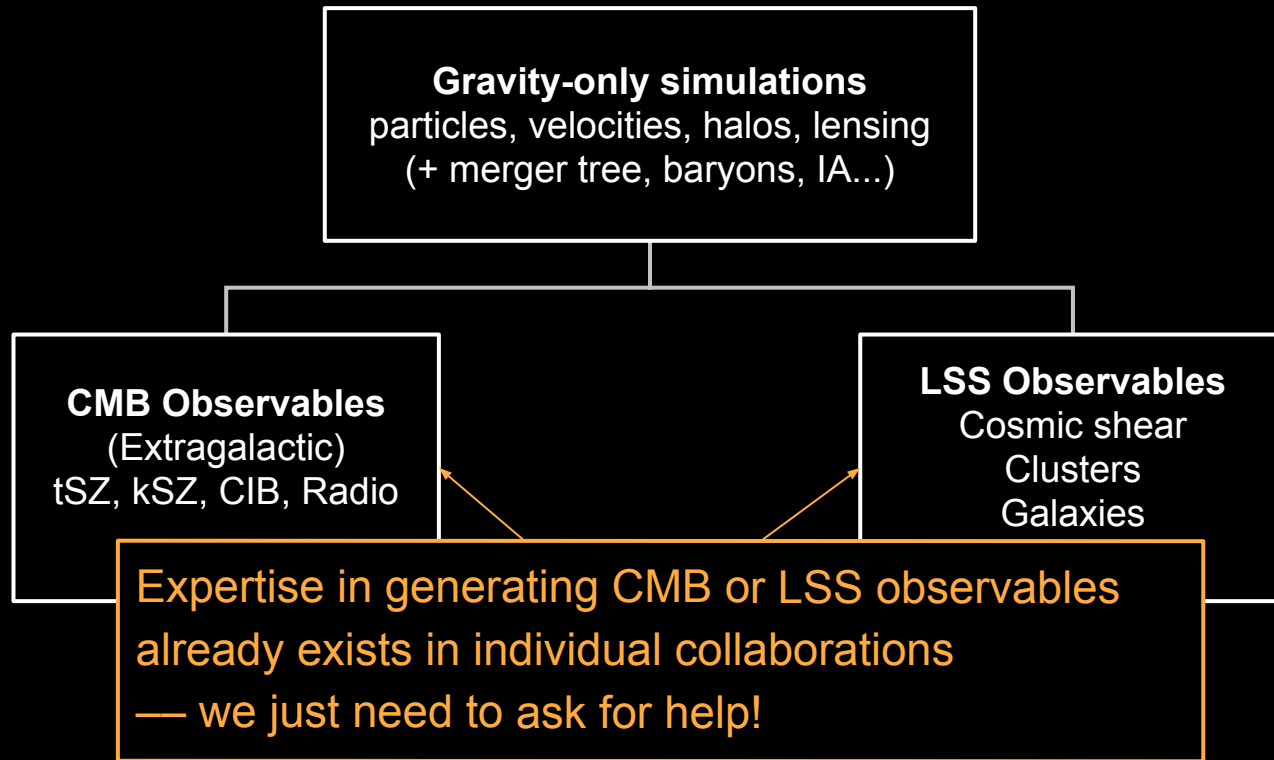 Gravity-only simulations
particles, velocities, halos, lensing
(+ merger tree, baryons, IA...)
CMB Observables
(Extragalactic)
tSZ, kSZ, CIB, Radio
LSS Observables
Cosmic shear
Clusters
Galaxies
Expertise in generating CMB or LSS observables
already exists in individual collaborations
–– we just need to ask for help!